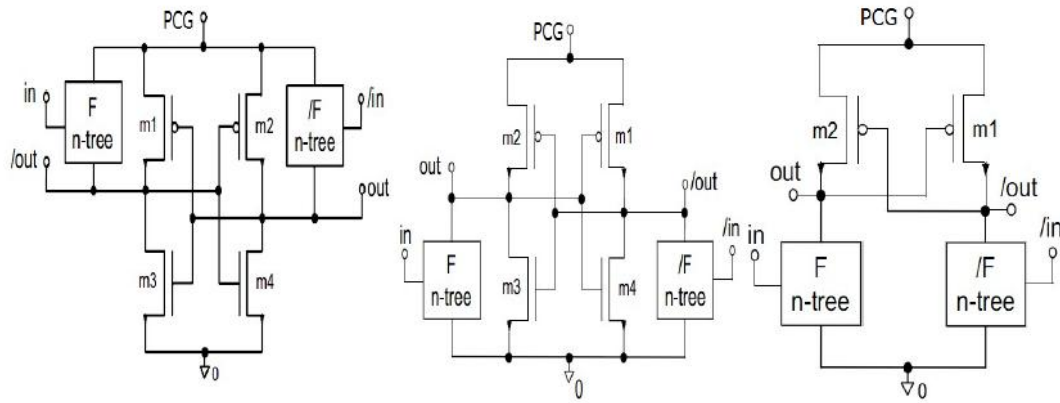 PCG
in
F
n-tree
m1
m2
/F
n-tree
/in
/out
out
m3
m4
0
PCG
m2
m1
out
/out
in
F
n-tree
m3
m4
/F
n-tree
/in
0
PCG
m2
m1
out
/out
in
F
n-tree
/F
n-tree
/in
0